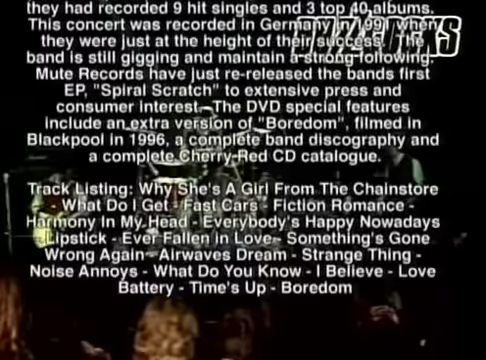 they had recorded 9 hit singles and 3 top 40 albums.
This concert was recorded in Germany in 1991 when
they were just at the height of their success. The
band is still gigging and maintain a strong following.
Mute Records have just re-released the bands first
EP, "Spiral Scratch" to extensive press and
consumer interest. The DVD special features
include an extra version of "Boredom", filmed in
Blackpool in 1996, a complete band discography and
a complete Cherry Red CD catalogue.
Track Listing: Why She's A Girl From The Chainstore
- What Do I Get - Fast Cars - Fiction Romance -
Harmony In My Head - Everybody's Happy Nowadays
- Lipstick - Ever Fallen in Love - Something's Gone
Wrong Again - Airwaves Dream - Strange Thing -
Noise Annoys - What Do You Know - I Believe - Love
Battery - Time's Up - Boredom